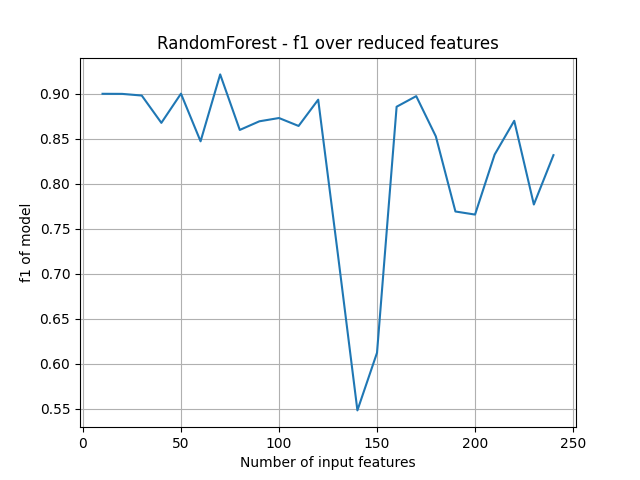 RandomForest - f1 over reduced features
0.90
0.85
0.80
0.75
0.70
0.65
0.60
0.55
f1 of model
0 50 100 150 200 250
Number of input features